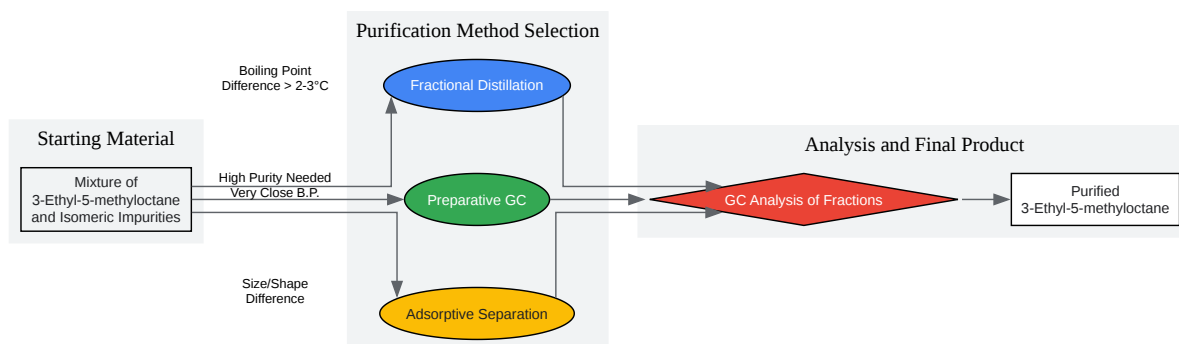 Starting Material
Mixture of
3-Ethyl-5-methyloctane
and Isomeric Impurities
Boiling Point
Difference > 2-3°C
High Purity Needed
Very Close B.P.
Size/Shape
Difference
Purification Method Selection
Fractional Distillation
Preparative GC
Adsorptive Separation
Analysis and Final Product
GC Analysis of Fractions
Purified
3-Ethyl-5-methyloctane